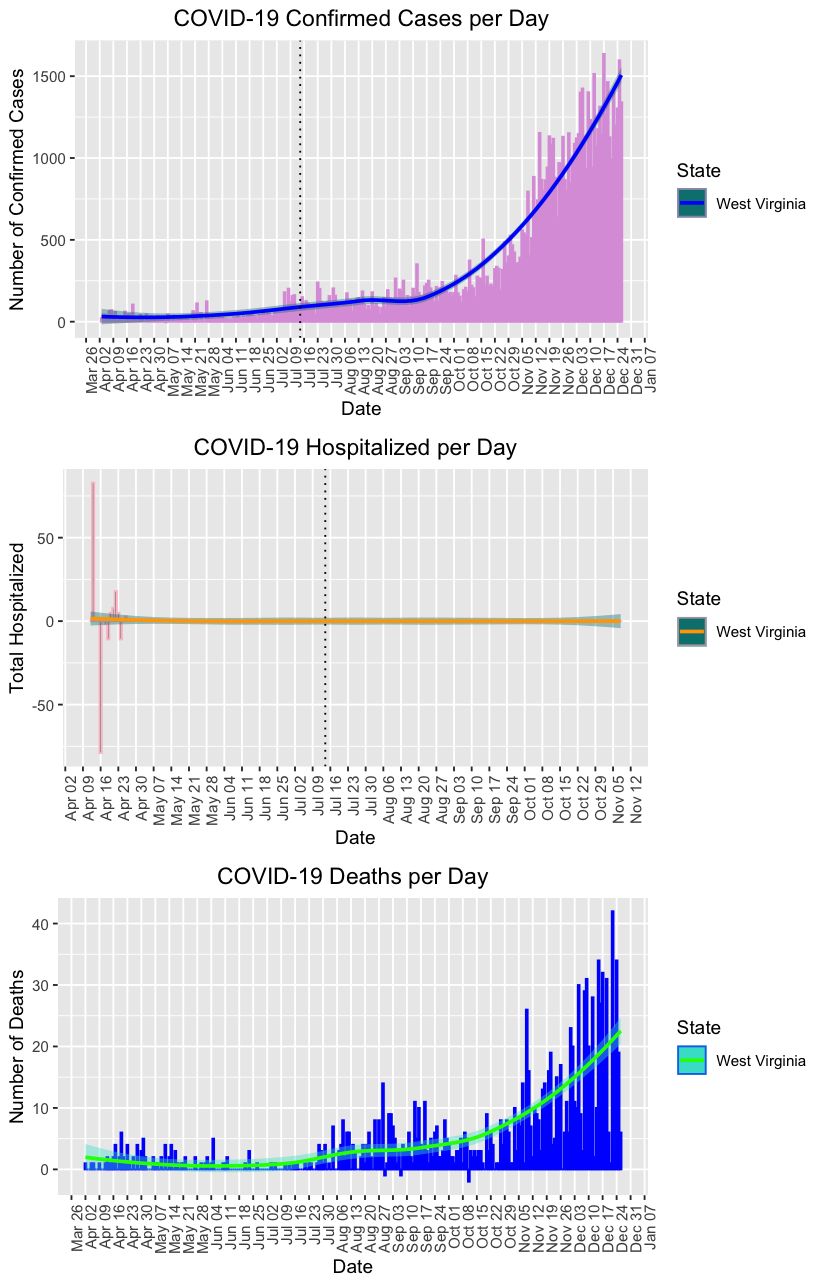 COVID-19 Confirmed Cases per Day
Number of Confirmed Cases
1500
1000
500
0
Mar 26
Apr 02
Apr 09
Apr 16
Apr 23
Apr 30
May 07
May 14
May 21
May 28
Jun 04
Jun 11
Jun 18
Jun 25
Jul 02
Jul 09
Jul 16
Jul 23
Jul 30
Aug 06
Aug 13
Aug 20
Aug 27
Sep 03
Sep 10
Sep 17
Sep 24
Oct 01
Oct 08
Oct 15
Oct 22
Oct 29
Nov 05
Nov 12
Nov 19
Nov 26
Dec 03
Dec 10
Dec 17
Dec 24
Dec 31
Jan 07
Date
State
West Virginia
COVID-19 Hospitalized per Day
Total Hospitalized
50
0
-50
Apr 02
Apr 09
Apr 16
Apr 23
Apr 30
May 07
May 14
May 21
May 28
Jun 04
Jun 11
Jun 18
Jun 25
Jul 02
Jul 09
Jul 16
Jul 23
Jul 30
Aug 06
Aug 13
Aug 20
Aug 27
Sep 03
Sep 10
Sep 17
Sep 24
Oct 01
Oct 08
Oct 15
Oct 22
Oct 29
Nov 05
Nov 12
Date
State
West Virginia
COVID-19 Deaths per Day
Number of Deaths
40
30
20
10
0
Mar 26
Apr 02
Apr 09
Apr 16
Apr 23
Apr 30
May 07
May 14
May 21
May 28
Jun 04
Jun 11
Jun 18
Jun 25
Jul 02
Jul 09
Jul 16
Jul 23
Jul 30
Aug 06
Aug 13
Aug 20
Aug 27
Sep 03
Sep 10
Sep 17
Sep 24
Oct 01
Oct 08
Oct 15
Oct 22
Oct 29
Nov 05
Nov 12
Nov 19
Nov 26
Dec 03
Dec 10
Dec 17
Dec 24
Dec 31
Jan 07
Date
State
West Virginia